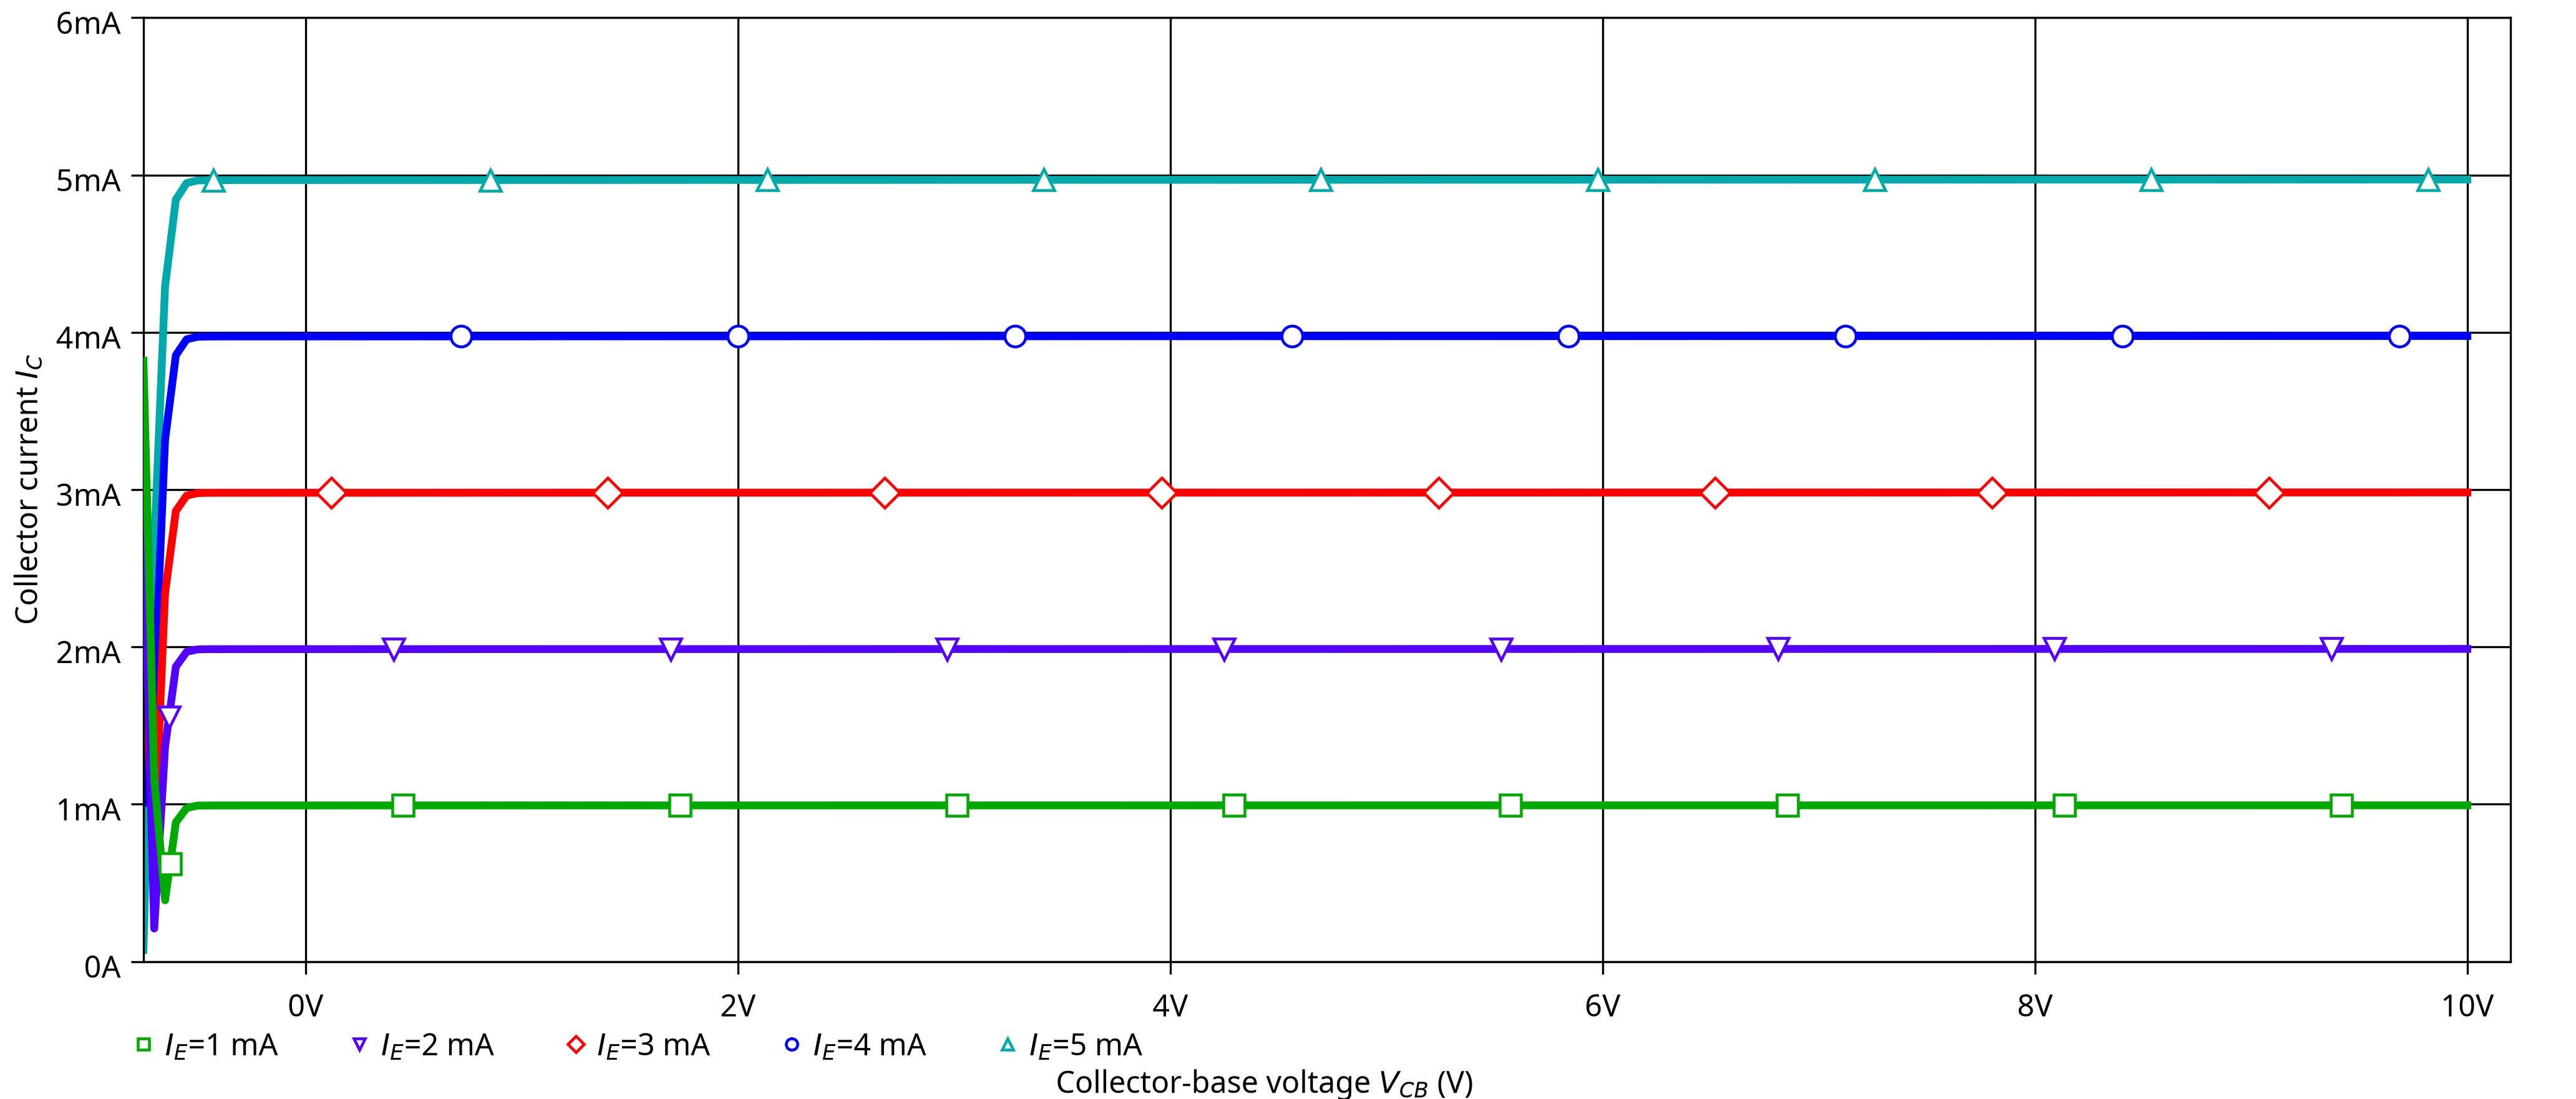 6mA
5mA
4mA
3mA
2mA
1mA
0A
Collector current I_C
0V 2V 4V 6V 8V 10V
I_E=1 mA I_E=2 mA I_E=3 mA I_E=4 mA I_E=5 mA
Collector-base voltage V_CB (V)